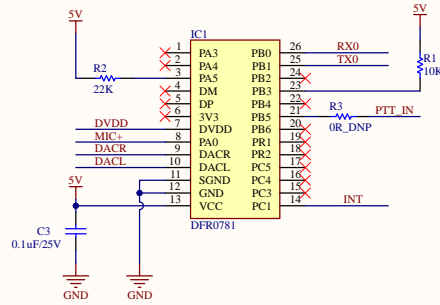 5V
5V
IC1
1 PA3 PB0 26 RX0
2 PA4 PB1 25 TX0
R2 22K
3 PA5 PB2 24
R1 10K
4 DM PB3 23
5 DP PB4 22
6 3V3 PB5 21 R3 0R_DNP PTT_IN
DVDD 7 DVDD PB6 20
MIC+ 8 PA0 PR1 19
DACR 9 DACR PR2 18
DACL 10 DACL PC5 17
11 SGND PC4 16
12 GND PC3 15
5V
13 VCC PC1 14 INT
DFR0781
C3
0.1uF/25V
GND
GND